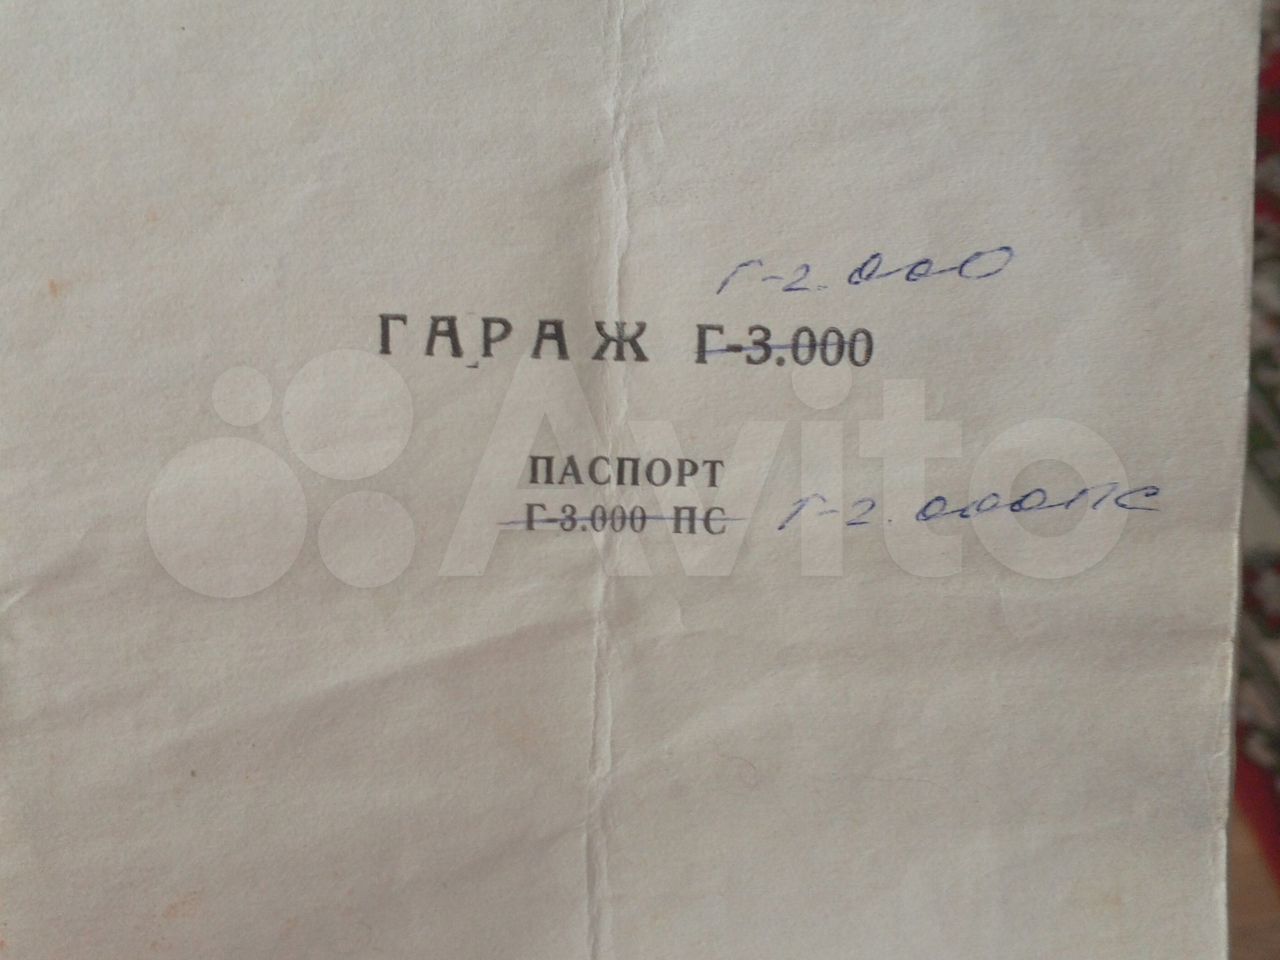 Г-2.000
ГАРАЖ Г-3.000
ПАСПОРТ
Г-3.000 ПС Г-2.000ПС
Avito